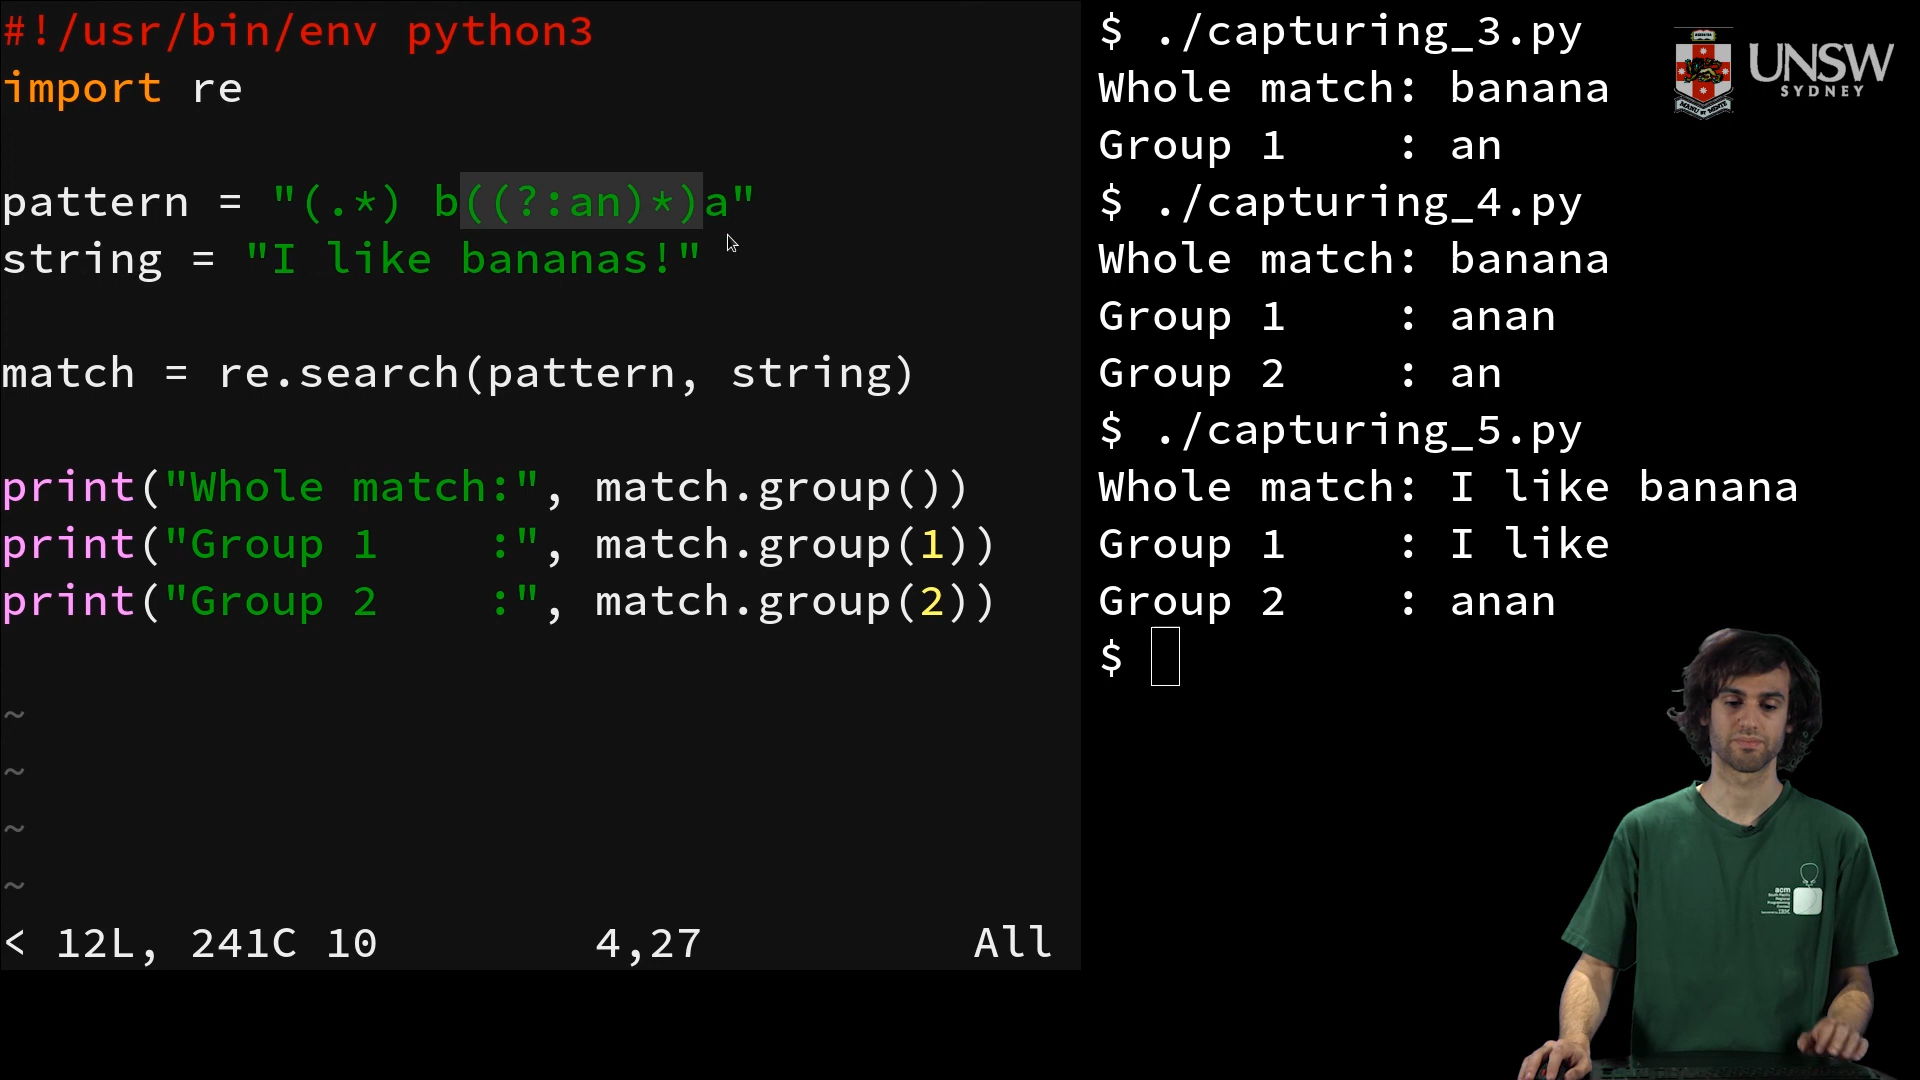 #!/usr/bin/env python3
import re
pattern = "(.*) b((?:an)*)a"
string = "I like bananas!"
match = re.search(pattern, string)
print("Whole match:", match.group())
print("Group 1    :", match.group(1))
print("Group 2    :", match.group(2))
~
~
~
~
< 12L, 241C 10 4,27 All
$ ./capturing_3.py
Whole match: banana
Group 1    : an
$ ./capturing_4.py
Whole match: banana
Group 1    : anan
Group 2    : an
$ ./capturing_5.py
Whole match: I like banana
Group 1    : I like
Group 2    : anan
$
UNSW
SYDNEY
acm